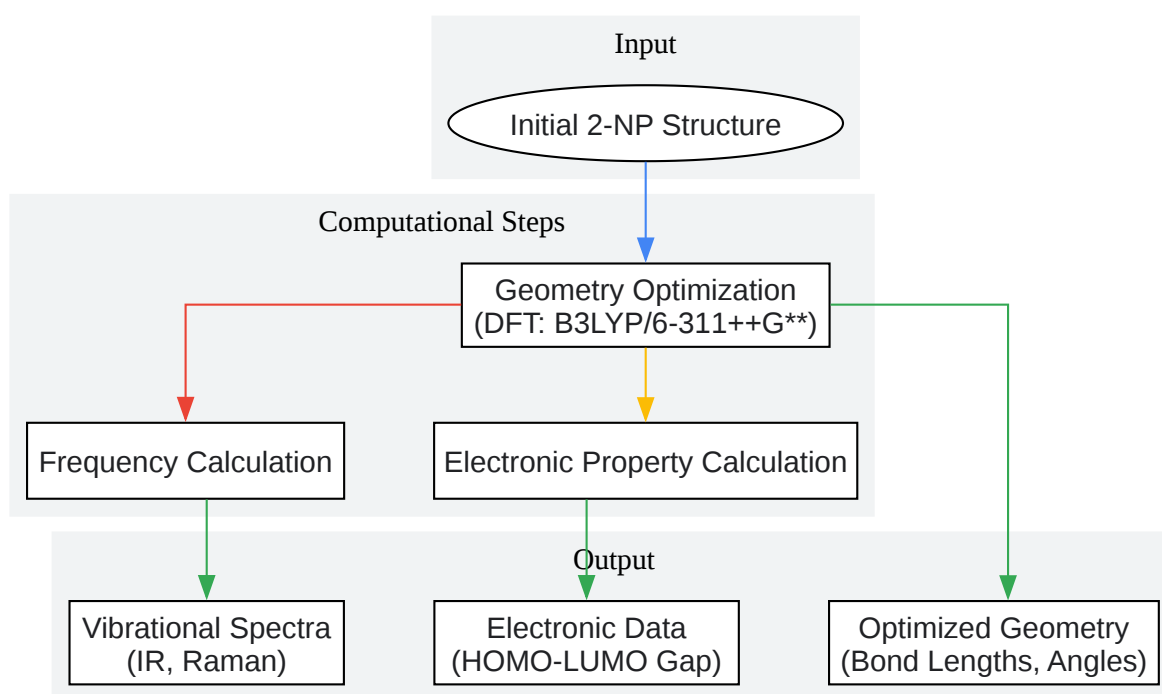 Input
Initial 2-NP Structure
Computational Steps
Geometry Optimization
(DFT: B3LYP/6-311++G**)
Frequency Calculation
Electronic Property Calculation
Output
Vibrational Spectra
(IR, Raman)
Electronic Data
(HOMO-LUMO Gap)
Optimized Geometry
(Bond Lengths, Angles)